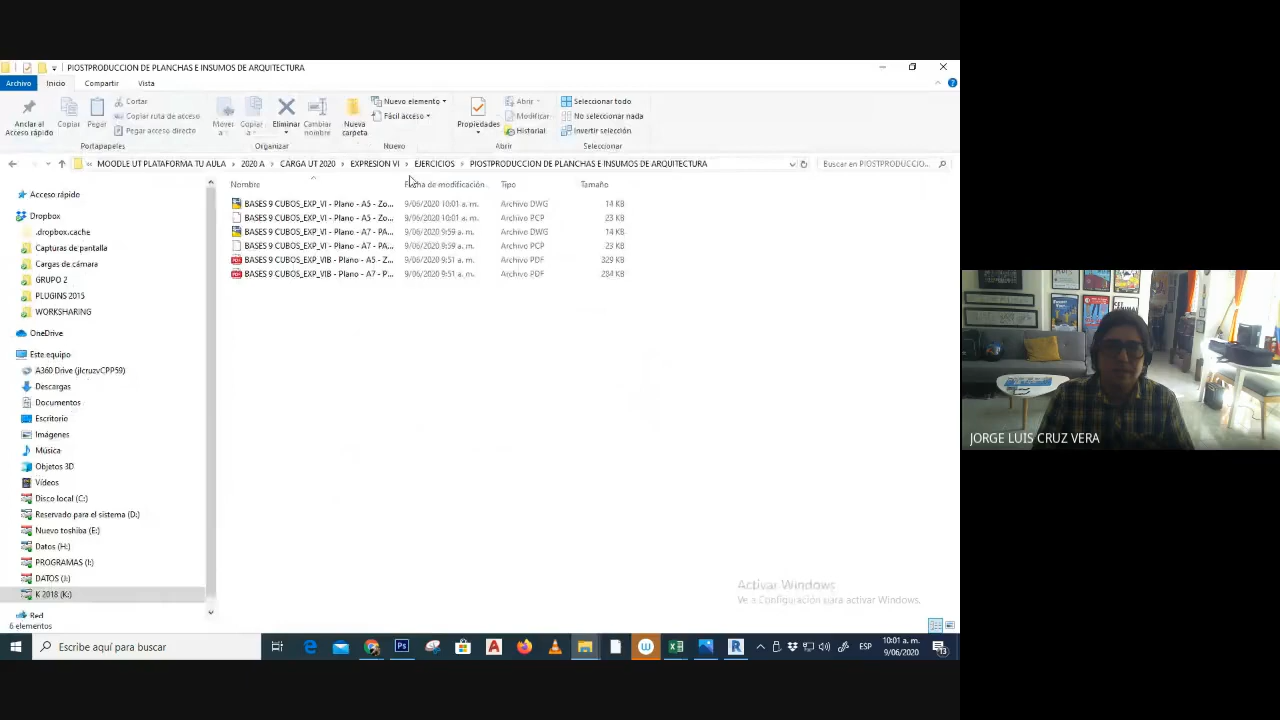 PIOSTPRODUCCION DE PLANCHAS E INSUMOS DE ARQUITECTURA
Archivo Inicio Compartir Vista
Anclar al Acceso rápido
Copiar
Pegar
Cortar
Copiar ruta de acceso
Pegar acceso directo
Portapapeles
Mover a
Copiar a
Eliminar
Cambiar nombre
Organizar
Nueva carpeta
Nuevo elemento
Fácil acceso
Nuevo
Propiedades
Abrir
Modificar
Historial
Abrir
Seleccionar todo
No seleccionar nada
Invertir selección
Seleccionar
« MOODLE UT PLATAFORMA TU AULA › 2020 A › CARGA UT 2020 › EXPRESION VI › EJERCICIOS › PIOSTPRODUCCION DE PLANCHAS E INSUMOS DE ARQUITECTURA
Buscar en PIOSTPRODUCCIO...
Nombre Fecha de modificación Tipo Tamaño
BASES 9 CUBOS_EXP_VI - Plano - A5 - Zo... 9/06/2020 10:01 a. m. Archivo DWG 14 KB
BASES 9 CUBOS_EXP_VI - Plano - A5 - Zo... 9/06/2020 10:01 a. m. Archivo PCP 23 KB
BASES 9 CUBOS_EXP_VI - Plano - A7 - PA... 9/06/2020 9:59 a. m. Archivo DWG 14 KB
BASES 9 CUBOS_EXP_VI - Plano - A7 - PA... 9/06/2020 9:59 a. m. Archivo PCP 23 KB
BASES 9 CUBOS_EXP_VIB - Plano - A5 - Z... 9/06/2020 9:51 a. m. Archivo PDF 329 KB
BASES 9 CUBOS_EXP_VIB - Plano - A7 - P... 9/06/2020 9:51 a. m. Archivo PDF 284 KB
Acceso rápido
Dropbox
.dropbox.cache
Capturas de pantalla
Cargas de cámara
GRUPO 2
PLUGINS 2015
WORKSHARING
OneDrive
Este equipo
A360 Drive (jlcruzvCPP59)
Descargas
Documentos
Escritorio
Imágenes
Música
Objetos 3D
Vídeos
Disco local (C:)
Reservado para el sistema (D:)
Nuevo toshiba (E:)
Datos (H:)
PROGRAMAS (I:)
DATOS (J:)
K 2018 (K:)
Red
6 elementos
Activar Windows
Ve a Configuración para activar Windows.
Escribe aquí para buscar
ESP
10:01 a. m.
9/06/2020
13
JORGE LUIS CRUZ VERA